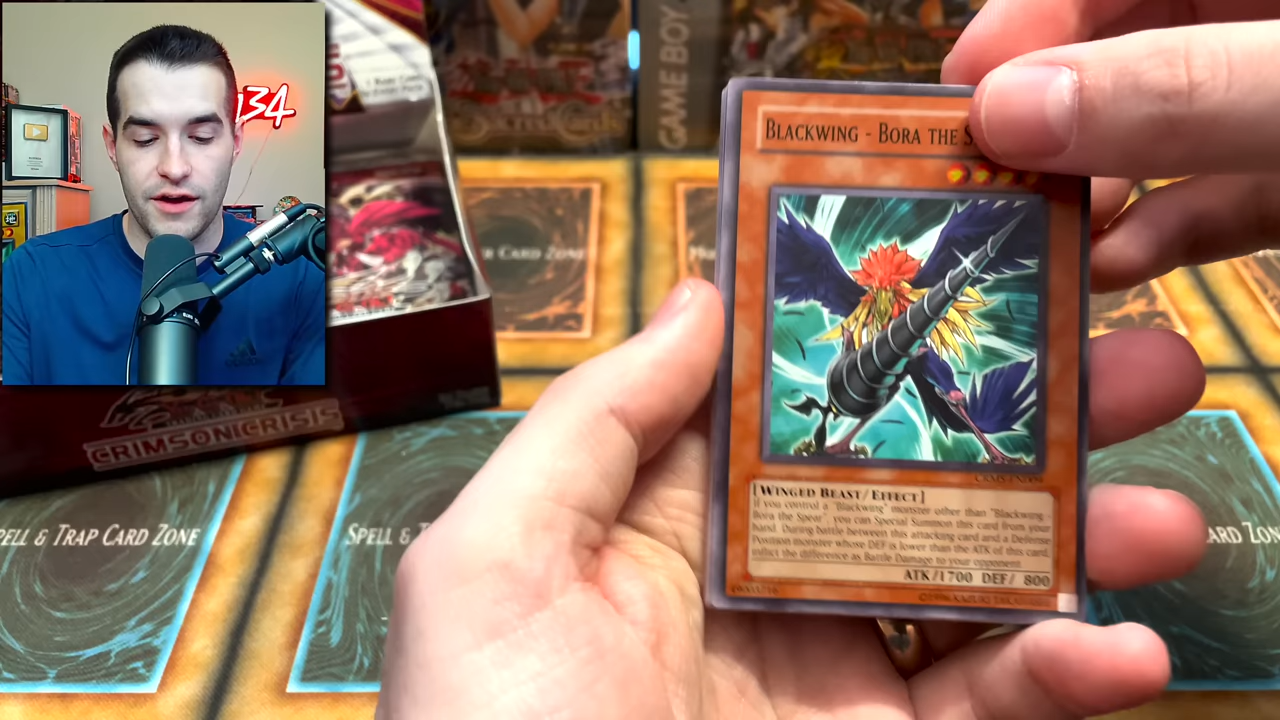 134
GAME BOY
BLACKWING - BORA THE S
CARD ZONE
CRIMSON CRISIS
SPELL & TRAP CARD ZONE
SPELL & T
CARD ZON
CRMS-EN009
[WINGED BEAST/EFFECT]
If you control a "Blackwing" monster other than "Blackwing -
Bora the Spear", you can Special Summon this card from your
hand. During battle between this attacking card and a Defense
Position monster whose DEF is lower than the ATK of this card,
inflict the difference as Battle Damage to your opponent.
ATK/1700 DEF/ 800